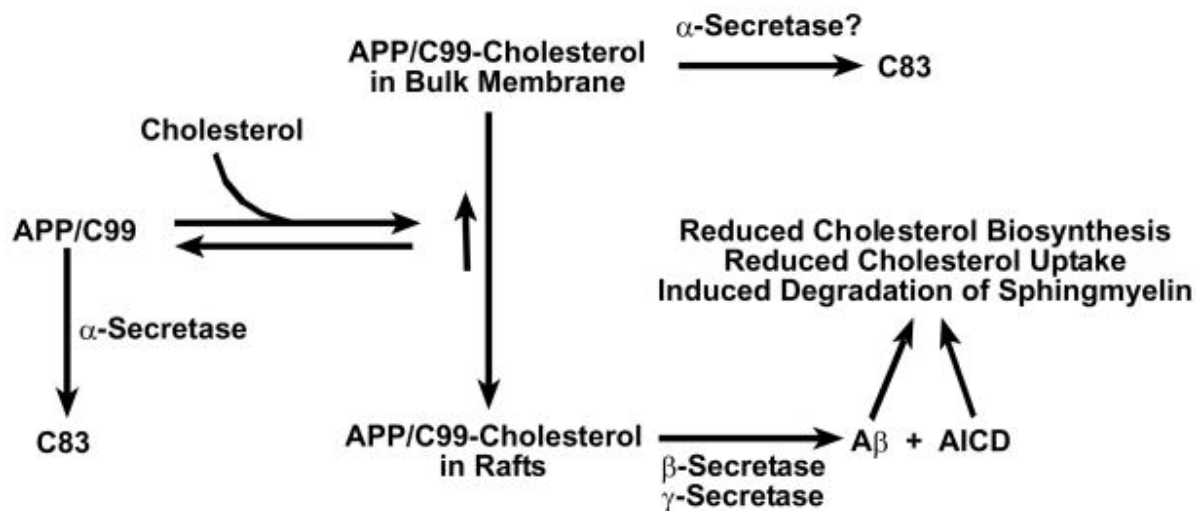 α-Secretase?
APP/C99-Cholesterol
in Bulk Membrane
C83
Cholesterol
APP/C99
Reduced Cholesterol Biosynthesis
Reduced Cholesterol Uptake
Induced Degradation of Sphingmyelin
α-Secretase
C83
APP/C99-Cholesterol
in Rafts
Aβ + AICD
β-Secretase
γ-Secretase